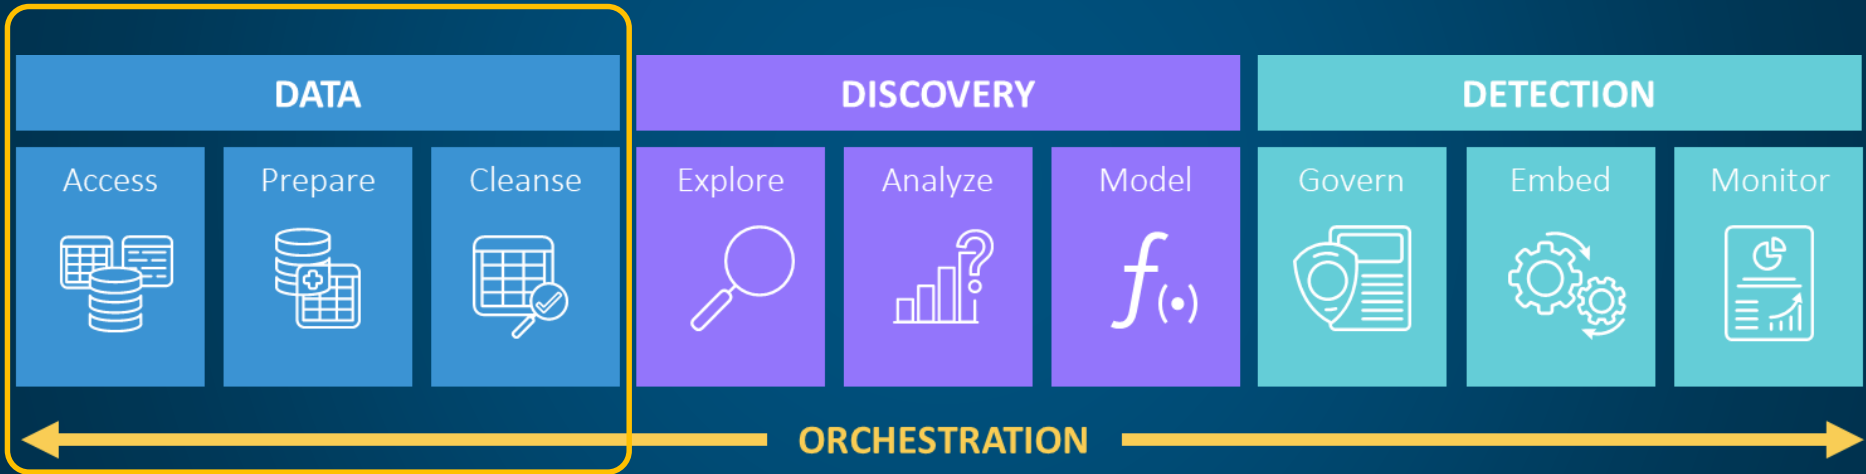 DATA
DISCOVERY
DETECTION
Access
Prepare
Cleanse
Explore
Analyze
Model
Govern
Embed
Monitor
f(•)
ORCHESTRATION